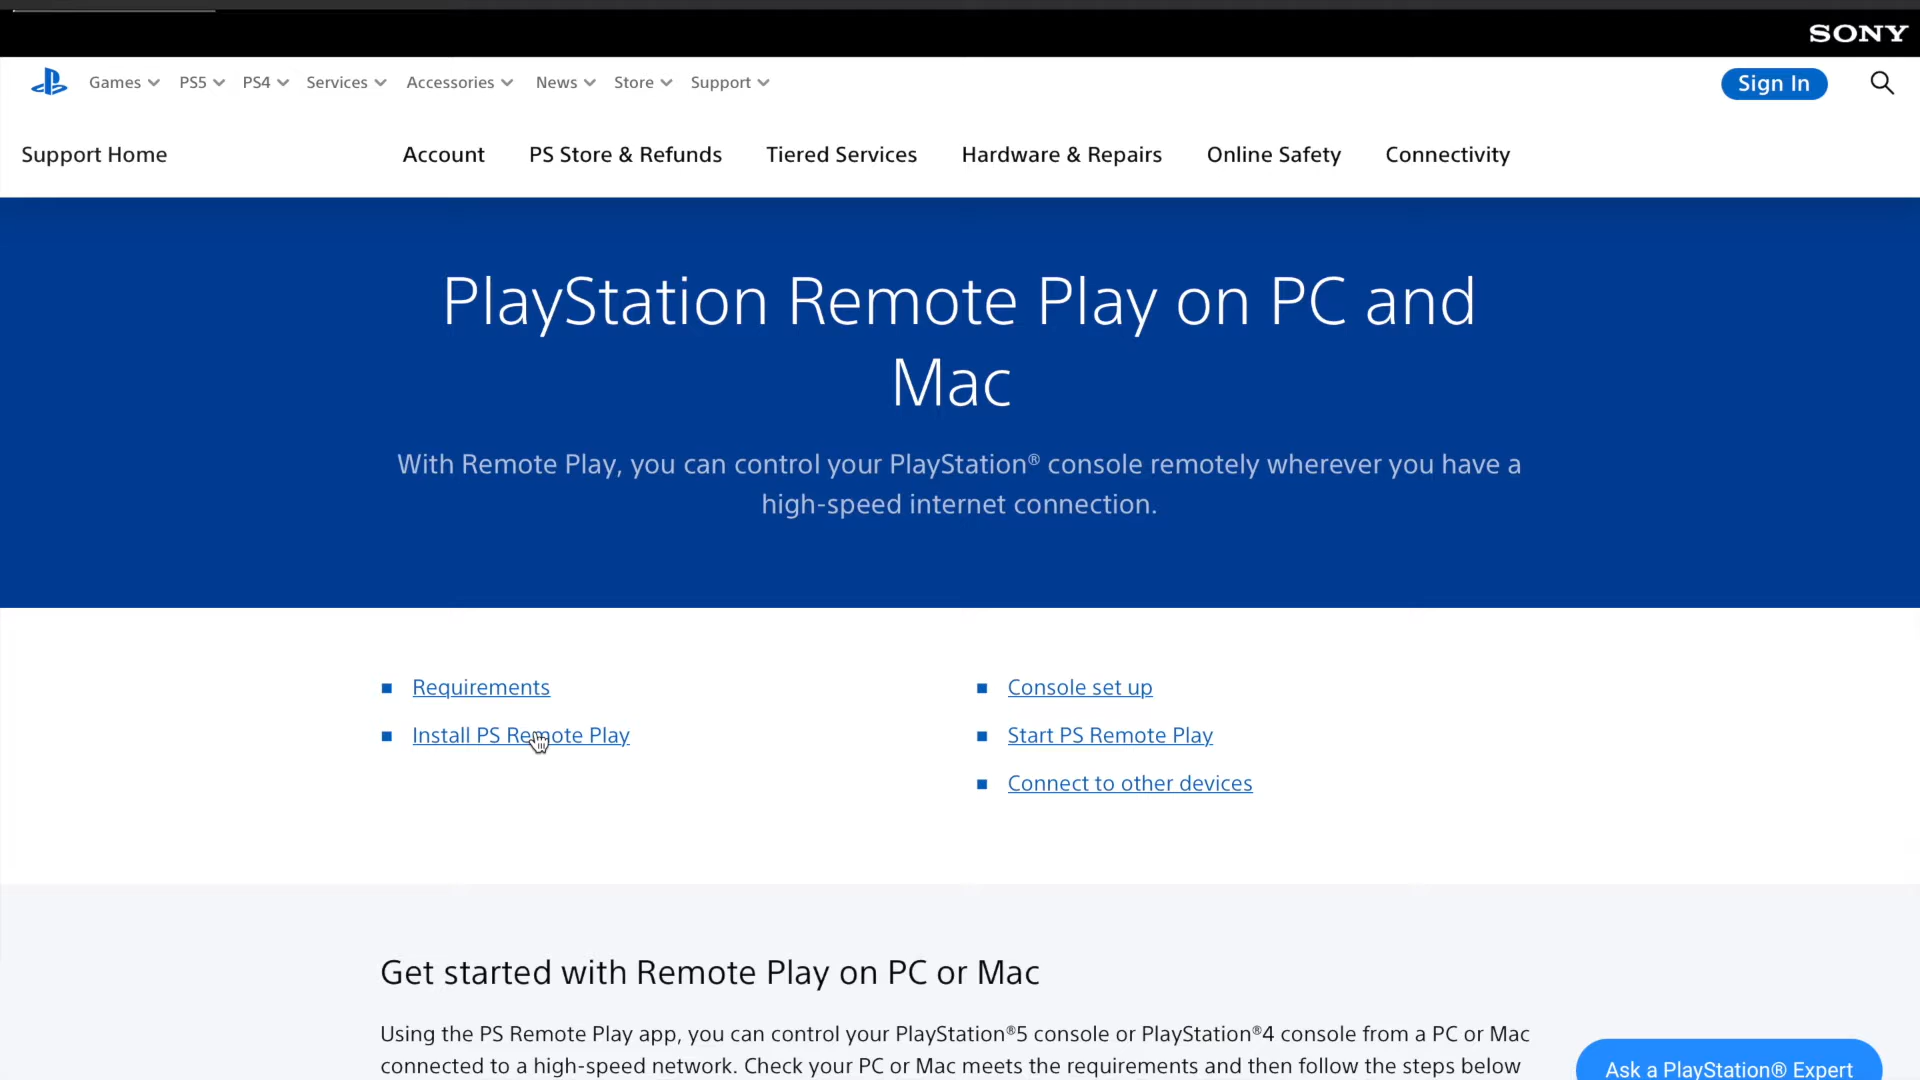 SONY
Games PS5 PS4 Services Accessories News Store Support Sign In
Support Home Account PS Store & Refunds Tiered Services Hardware & Repairs Online Safety Connectivity
PlayStation Remote Play on PC and
Mac
With Remote Play, you can control your PlayStation® console remotely wherever you have a
high-speed internet connection.
Requirements
Install PS Remote Play
Console set up
Start PS Remote Play
Connect to other devices
Get started with Remote Play on PC or Mac
Using the PS Remote Play app, you can control your PlayStation®5 console or PlayStation®4 console from a PC or Mac
connected to a high-speed network. Check your PC or Mac meets the requirements and then follow the steps below
Ask a PlayStation® Expert